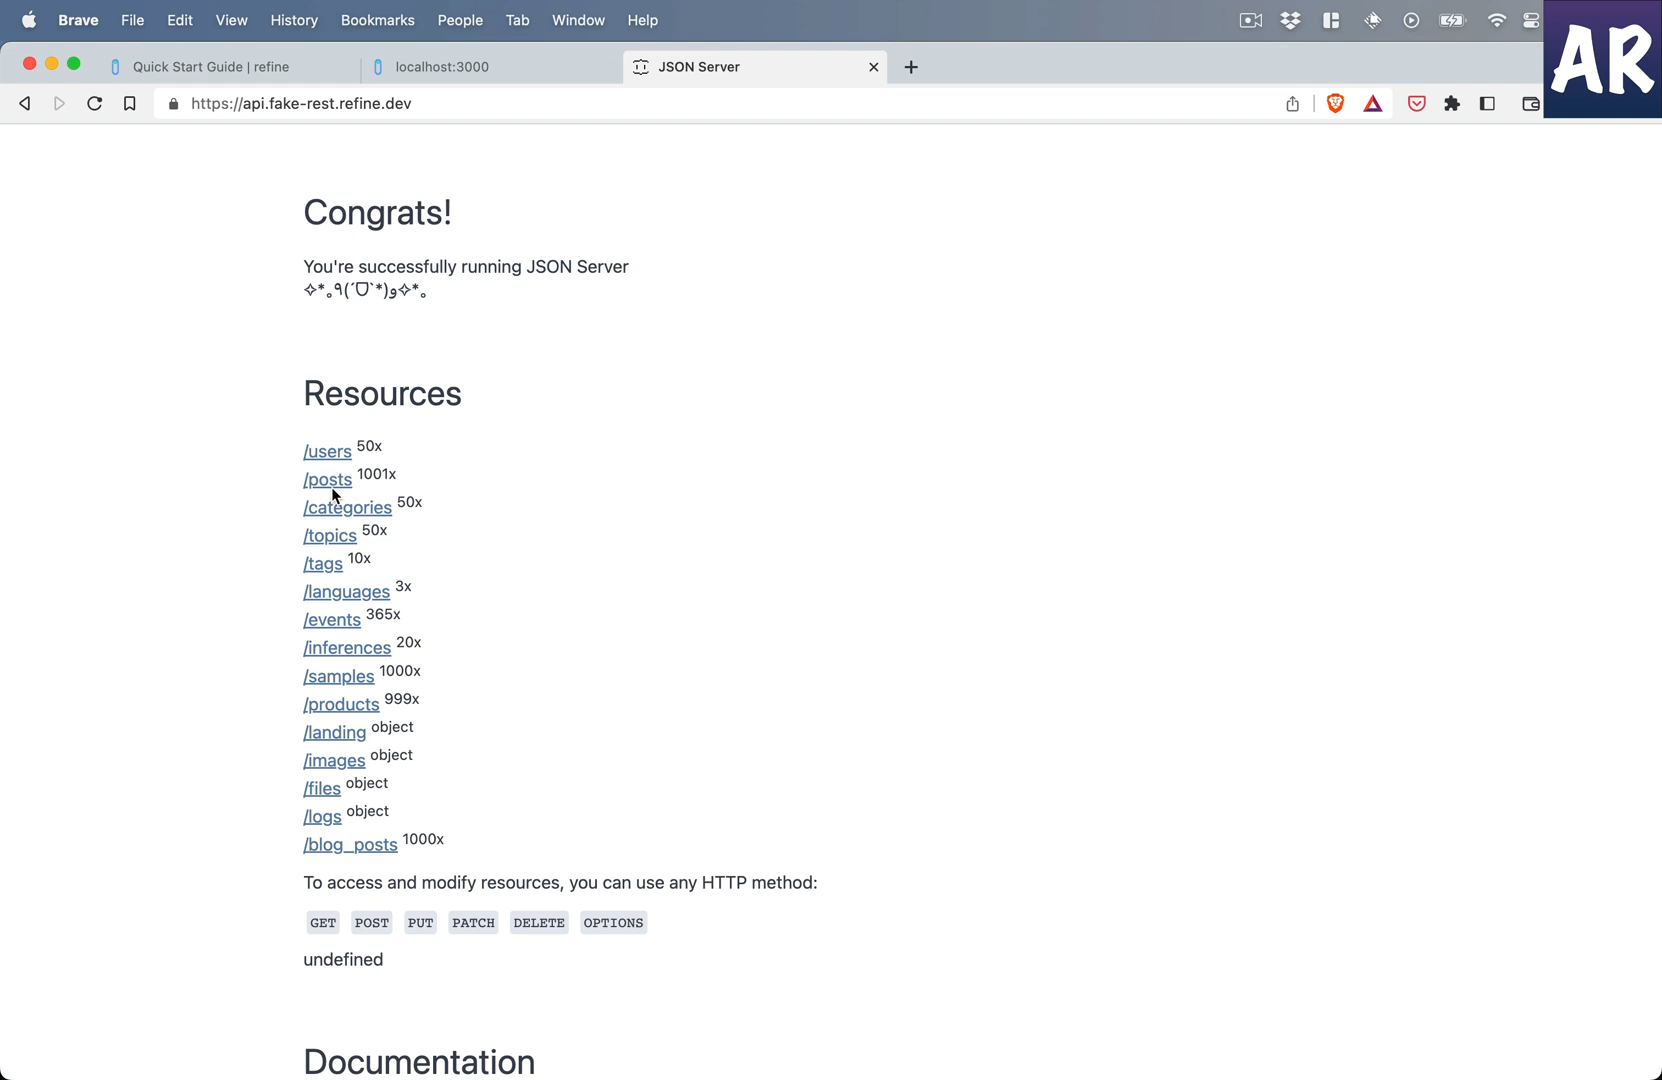 Brave File Edit View History Bookmarks People Tab Window Help
AR
Quick Start Guide | refine
localhost:3000
JSON Server
https://api.fake-rest.refine.dev
Congrats!
You're successfully running JSON Server
✧*｡٩(ˊᗜˋ*)و✧*｡
Resources
/users 50x
/posts 1001x
/categories 50x
/topics 50x
/tags 10x
/languages 3x
/events 365x
/inferences 20x
/samples 1000x
/products 999x
/landing object
/images object
/files object
/logs object
/blog_posts 1000x
To access and modify resources, you can use any HTTP method:
GET POST PUT PATCH DELETE OPTIONS
undefined
Documentation